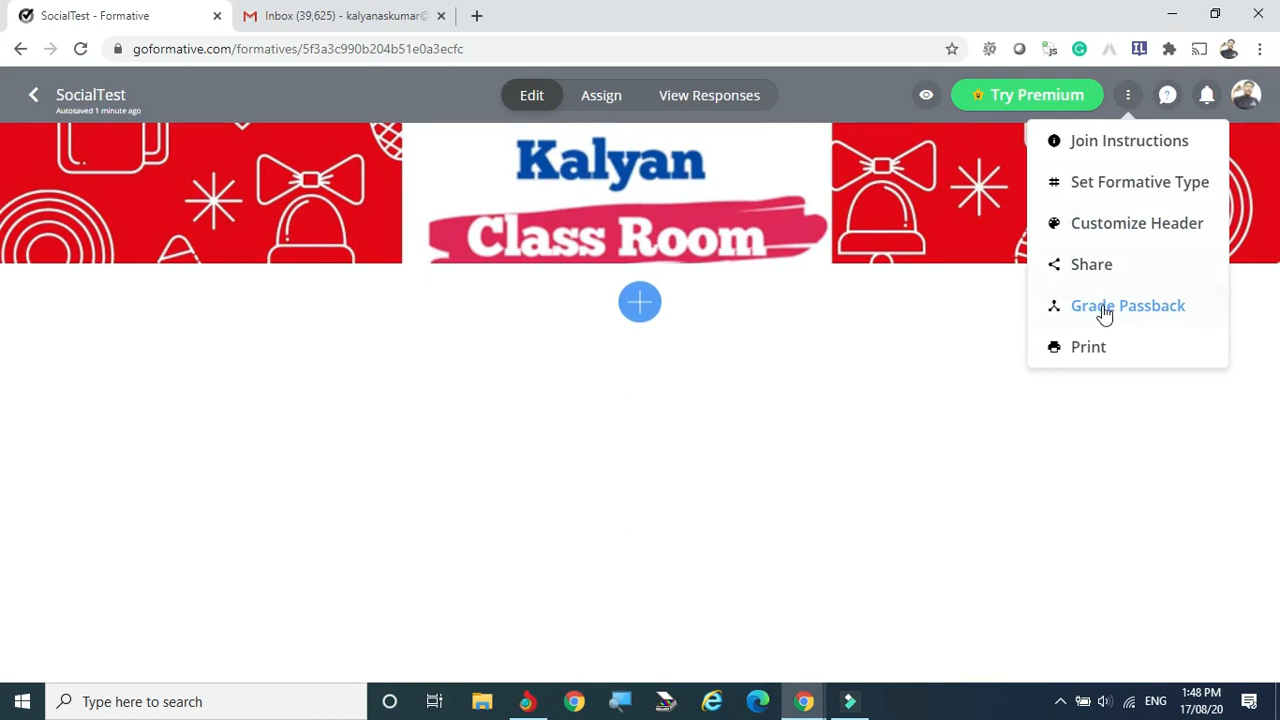 SocialTest - Formative
Inbox (39,625) - kalyanaskumar@
goformative.com/formatives/5f3a3c990b204b51e0a3ecfc
SocialTest
Autosaved 1 minute ago
Edit
Assign
View Responses
Try Premium
Join Instructions
Set Formative Type
Customize Header
Share
Grade Passback
Print
Kalyan
Class Room
Type here to search
ENG
1:48 PM
17/08/20